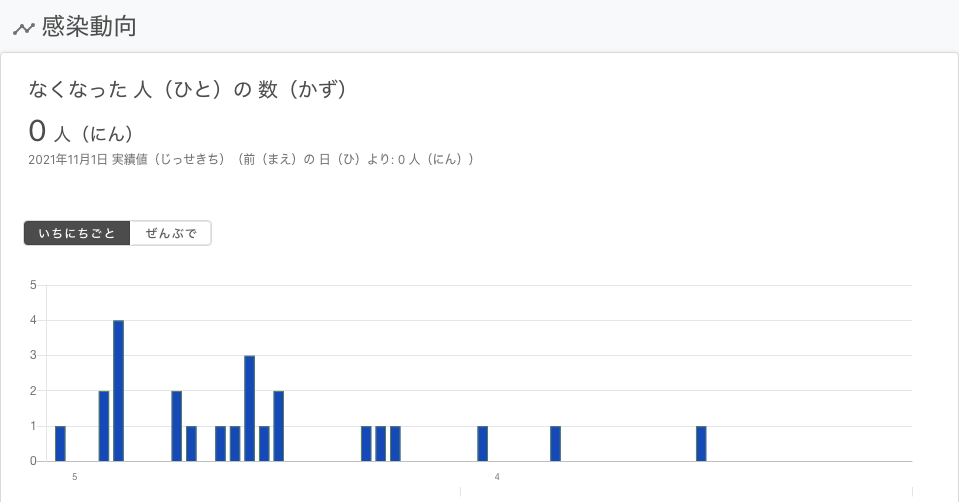 感染動向
なくなった 人（ひと）の 数（かず）
0 人（にん）
2021年11月1日 実績値（じっせきち）（前（まえ）の 日（ひ）より: 0 人（にん））
いちにちごと ぜんぶで
5
4
3
2
1
0
5 4